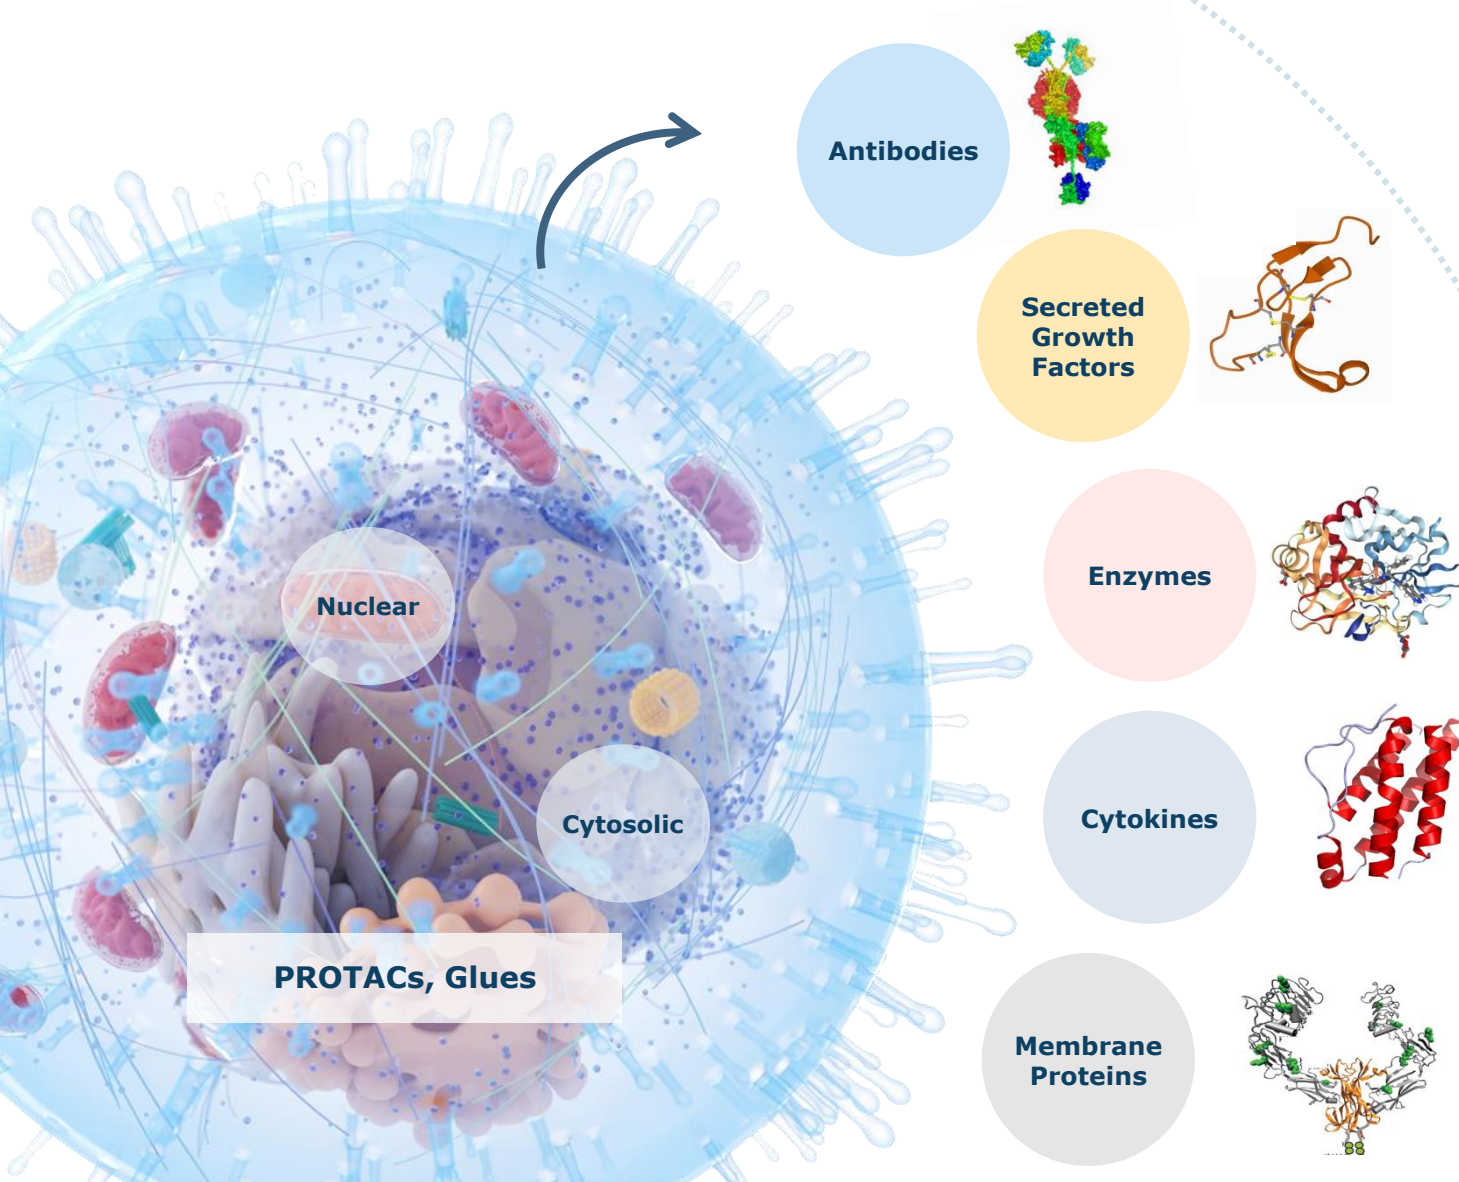 Antibodies
Secreted
Growth
Factors
Enzymes
Nuclear
Cytokines
Cytosolic
PROTACs, Glues
Membrane
Proteins